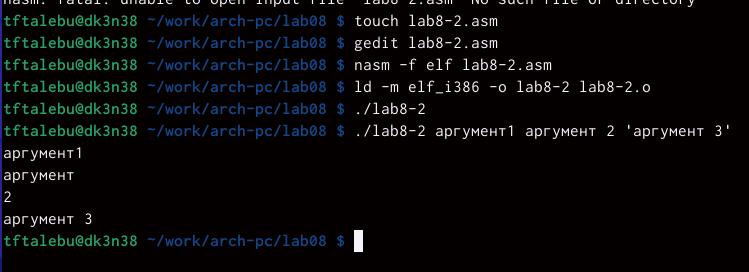 nasm: fatal: unable to open input file `lab8-2.asm' No such file or directory
tftalebu@dk3n38 ~/work/arch-pc/lab08 $ touch lab8-2.asm
tftalebu@dk3n38 ~/work/arch-pc/lab08 $ gedit lab8-2.asm
tftalebu@dk3n38 ~/work/arch-pc/lab08 $ nasm -f elf lab8-2.asm
tftalebu@dk3n38 ~/work/arch-pc/lab08 $ ld -m elf_i386 -o lab8-2 lab8-2.o
tftalebu@dk3n38 ~/work/arch-pc/lab08 $ ./lab8-2
tftalebu@dk3n38 ~/work/arch-pc/lab08 $ ./lab8-2 аргумент1 аргумент 2 'аргумент 3'
аргумент1
аргумент
2
аргумент 3
tftalebu@dk3n38 ~/work/arch-pc/lab08 $